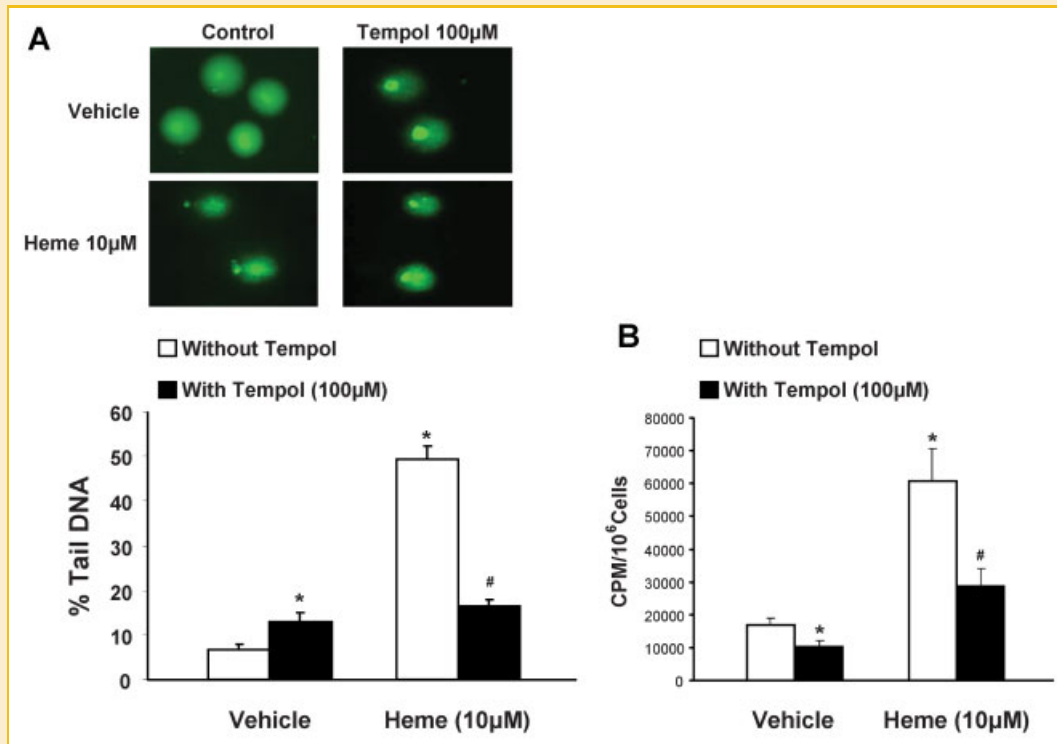 A
Control
Tempol 100µM
Vehicle
Heme 10µM
Without Tempol
With Tempol (100µM)
% Tail DNA
60
50
40
30
20
10
0
*
*
#
Vehicle
Heme (10µM)
B
Without Tempol
With Tempol (100µM)
CPM/10⁶Cells
80000
70000
60000
50000
40000
30000
20000
10000
0
*
*
#
Vehicle
Heme (10µM)